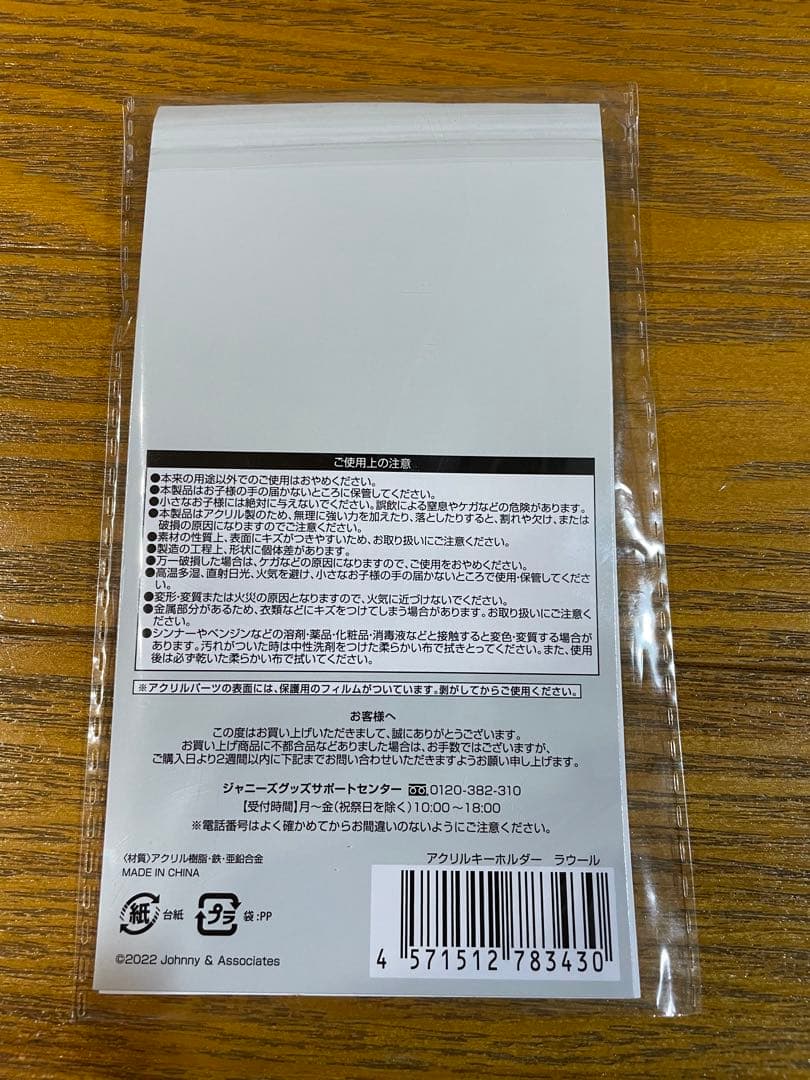 ご使用上の注意
●本来の用途以外でのご使用はおやめください。
●本製品はお子様の手の届かないところに保管してください。
●小さなお子様には絶対に与えないでください。誤飲による窒息やケガなどの危険があります。
●本製品はアクリル製のため、無理に強い力を加えたり、落としたりすると、割れや欠け、または
破損の原因になりますのでご注意ください。
●素材の性質上、表面にキズがつきやすいため、お取り扱いにご注意ください。
●製造の工程上、形状に個体差があります。
●万一破損した場合は、ケガなどの原因になりますので、ご使用をおやめください。
●高温多湿、直射日光、火気を避け、小さなお子様の手の届かないところで使用・保管してくださ
い。
●変形・変質または火災の原因となりますので、火気に近づけないでください。
●金属部分があるため、衣類などにキズをつけてしまう場合があります。お取り扱いにご注意くださ
い。
●シンナーやベンジンなどの溶剤・薬品・化粧品・消毒液などと接触すると変色・変質する場合が
あります。汚れがついた時は中性洗剤をつけた柔らかい布で拭きとってください。また、使用
後は必ず乾いた柔らかい布で拭いてください。
※アクリルパーツの表面には、保護用のフィルムがついています。剥がしてからご使用ください。
お客様へ
この度はお買い上げいただきまして、誠にありがとうございます。
お買い上げ商品に不都合品などありました場合は、お手数ではございますが、
ご購入日より2週間以内に下記までお問い合わせいただきますようお願い申し上げます。
ジャニーズグッズサポートセンター 0120-382-310
【受付時間】月～金(祝祭日を除く)10:00～18:00
※電話番号はよく確かめてからお間違いのないようにご注意ください。
〈材質〉アクリル樹脂・鉄・亜鉛合金
MADE IN CHINA
アクリルキーホルダー ラウール
紙 台紙 プラ 袋:PP
4 571512 783430
©2022 Johnny & Associates